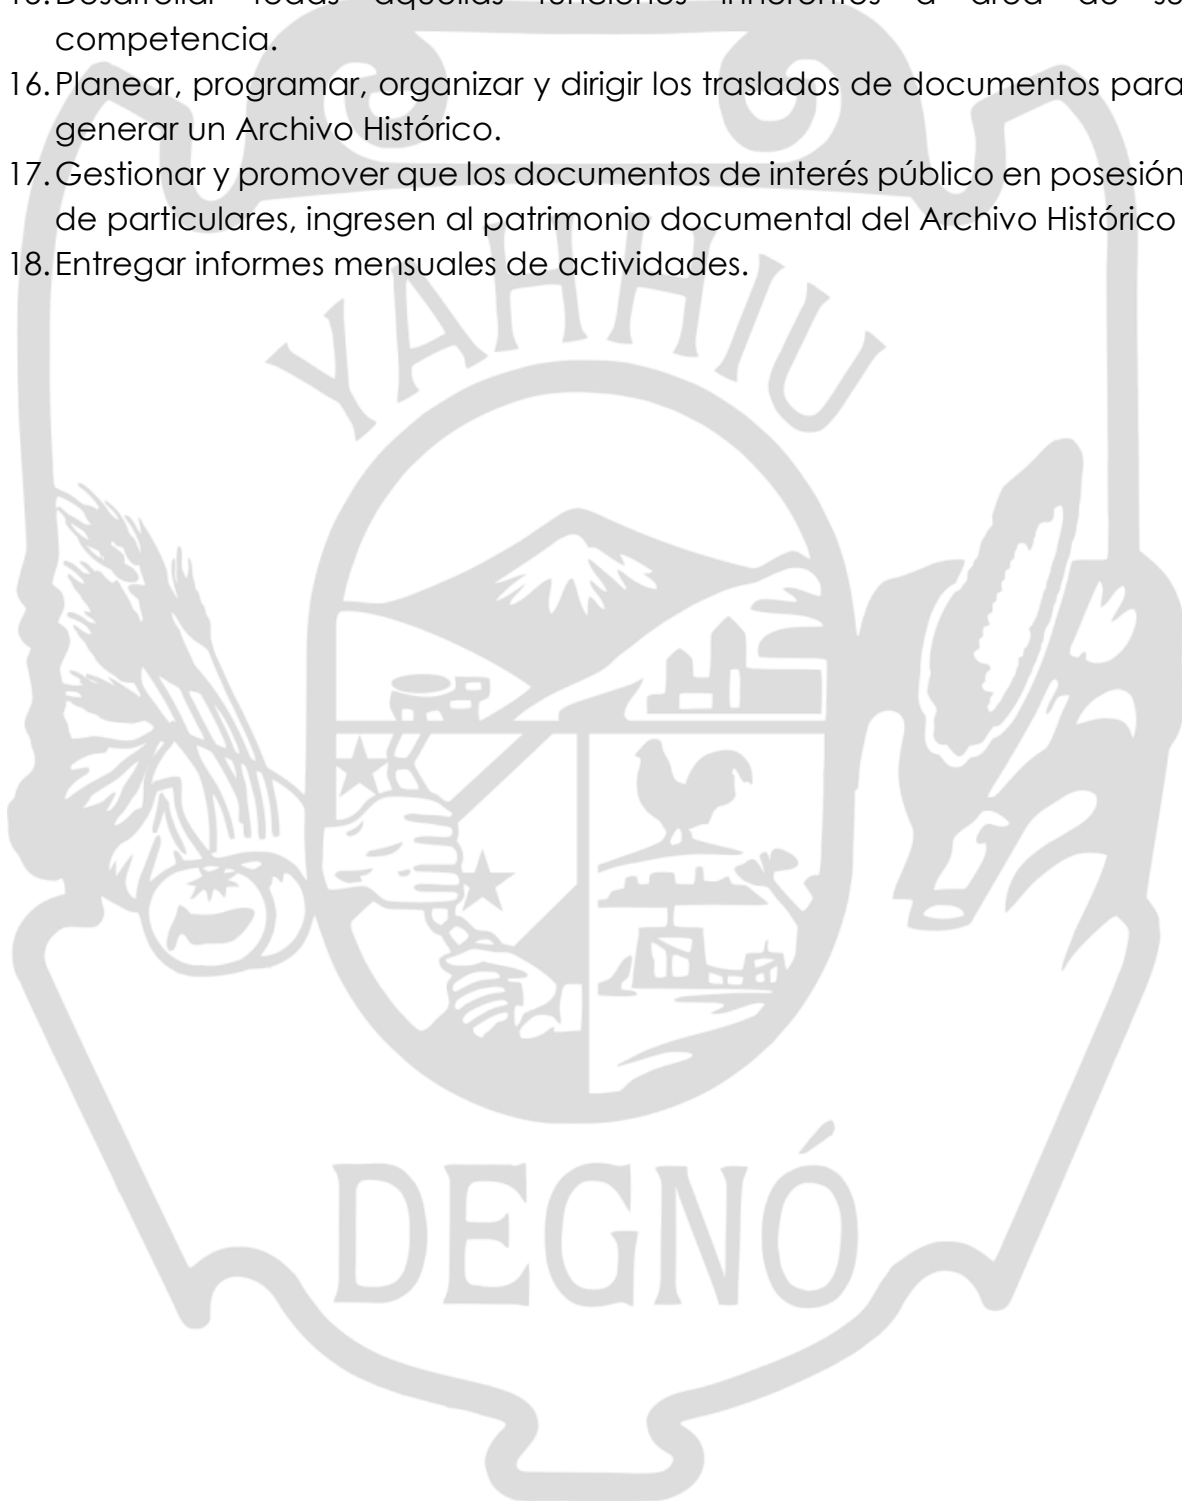 15. Desarrollar todas aquellas funciones inherentes a área de su
competencia.
16. Planear, programar, organizar y dirigir los traslados de documentos para
generar un Archivo Histórico.
17. Gestionar y promover que los documentos de interés público en posesión
de particulares, ingresen al patrimonio documental del Archivo Histórico
18. Entregar informes mensuales de actividades.
YAHHIU
DEGNÓ